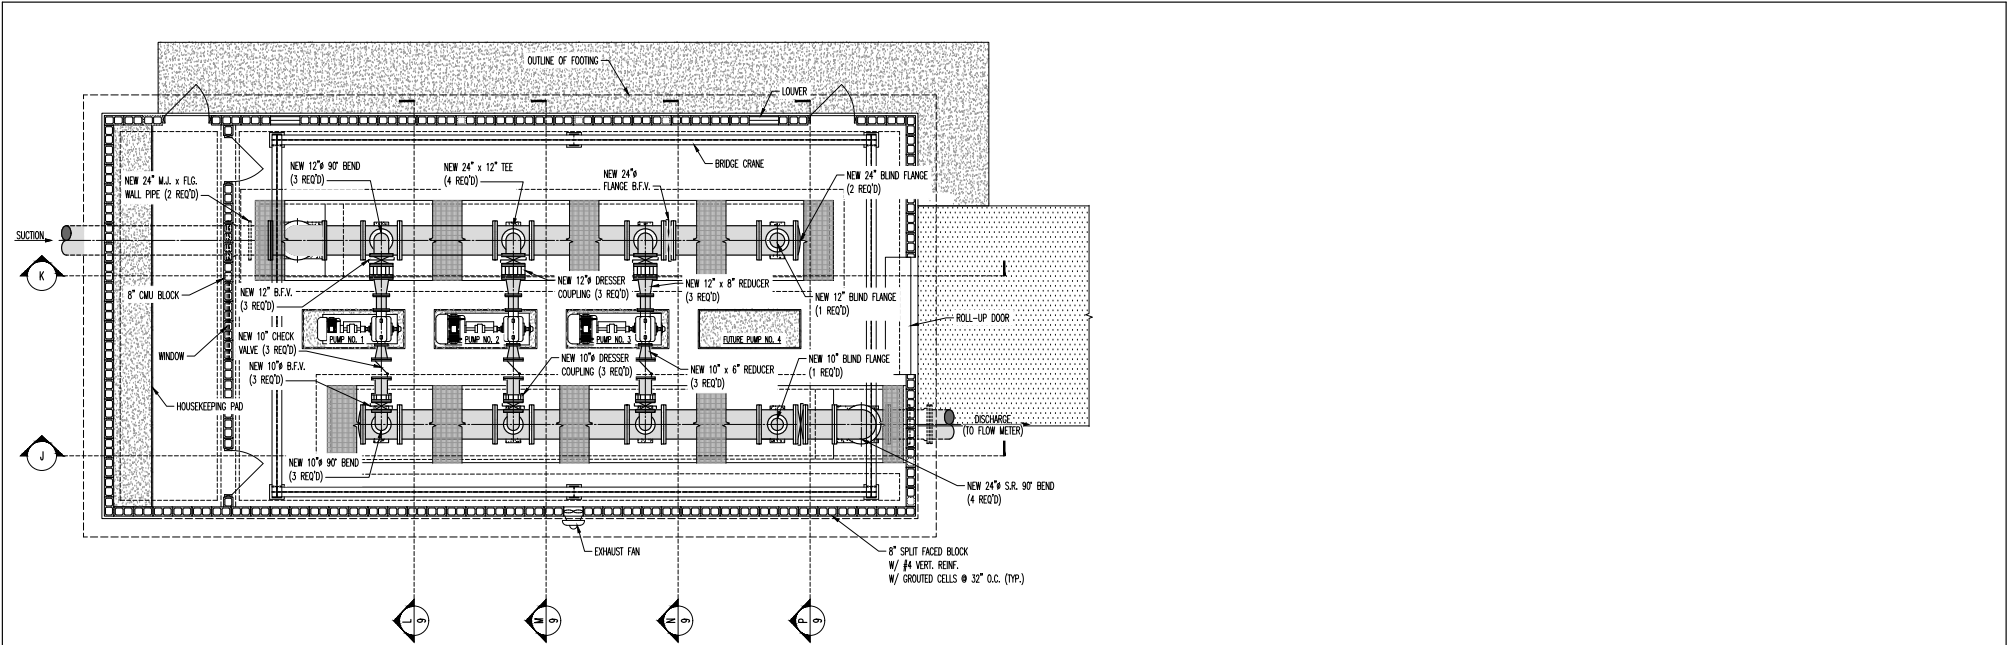 OUTLINE OF FOOTING
LOUVER
BRIDGE CRANE
NEW 12"ø 90° BEND
(3 REQ'D)
NEW 24" x 12" TEE
(4 REQ'D)
NEW 24"ø
FLANGE B.F.V.
NEW 24" BLIND FLANGE
(2 REQ'D)
NEW 24" M.J. x FLG.
WALL PIPE (2 REQ'D)
SUCTION
K
8" CMU BLOCK
NEW 12" B.F.V.
(3 REQ'D)
NEW 12"ø DRESSER
COUPLING (3 REQ'D)
NEW 12" x 8" REDUCER
(3 REQ'D)
NEW 12" BLIND FLANGE
(1 REQ'D)
ROLL-UP DOOR
PUMP NO. 1
PUMP NO. 2
PUMP NO. 3
FUTURE PUMP NO. 4
NEW 10" CHECK
VALVE (3 REQ'D)
WINDOW
NEW 10"ø B.F.V.
(3 REQ'D)
NEW 10"ø DRESSER
COUPLING (3 REQ'D)
NEW 10" x 6" REDUCER
(3 REQ'D)
NEW 10" BLIND FLANGE
(1 REQ'D)
HOUSEKEEPING PAD
DISCHARGE
(TO FLOW METER)
J
NEW 10"ø 90° BEND
(3 REQ'D)
NEW 24"ø S.R. 90° BEND
(4 REQ'D)
EXHAUST FAN
8" SPLIT FACED BLOCK
W/ #4 VERT. REINF.
W/ GROUTED CELLS @ 32" O.C. (TYP.)
L
9
M
9
N
9
P
9